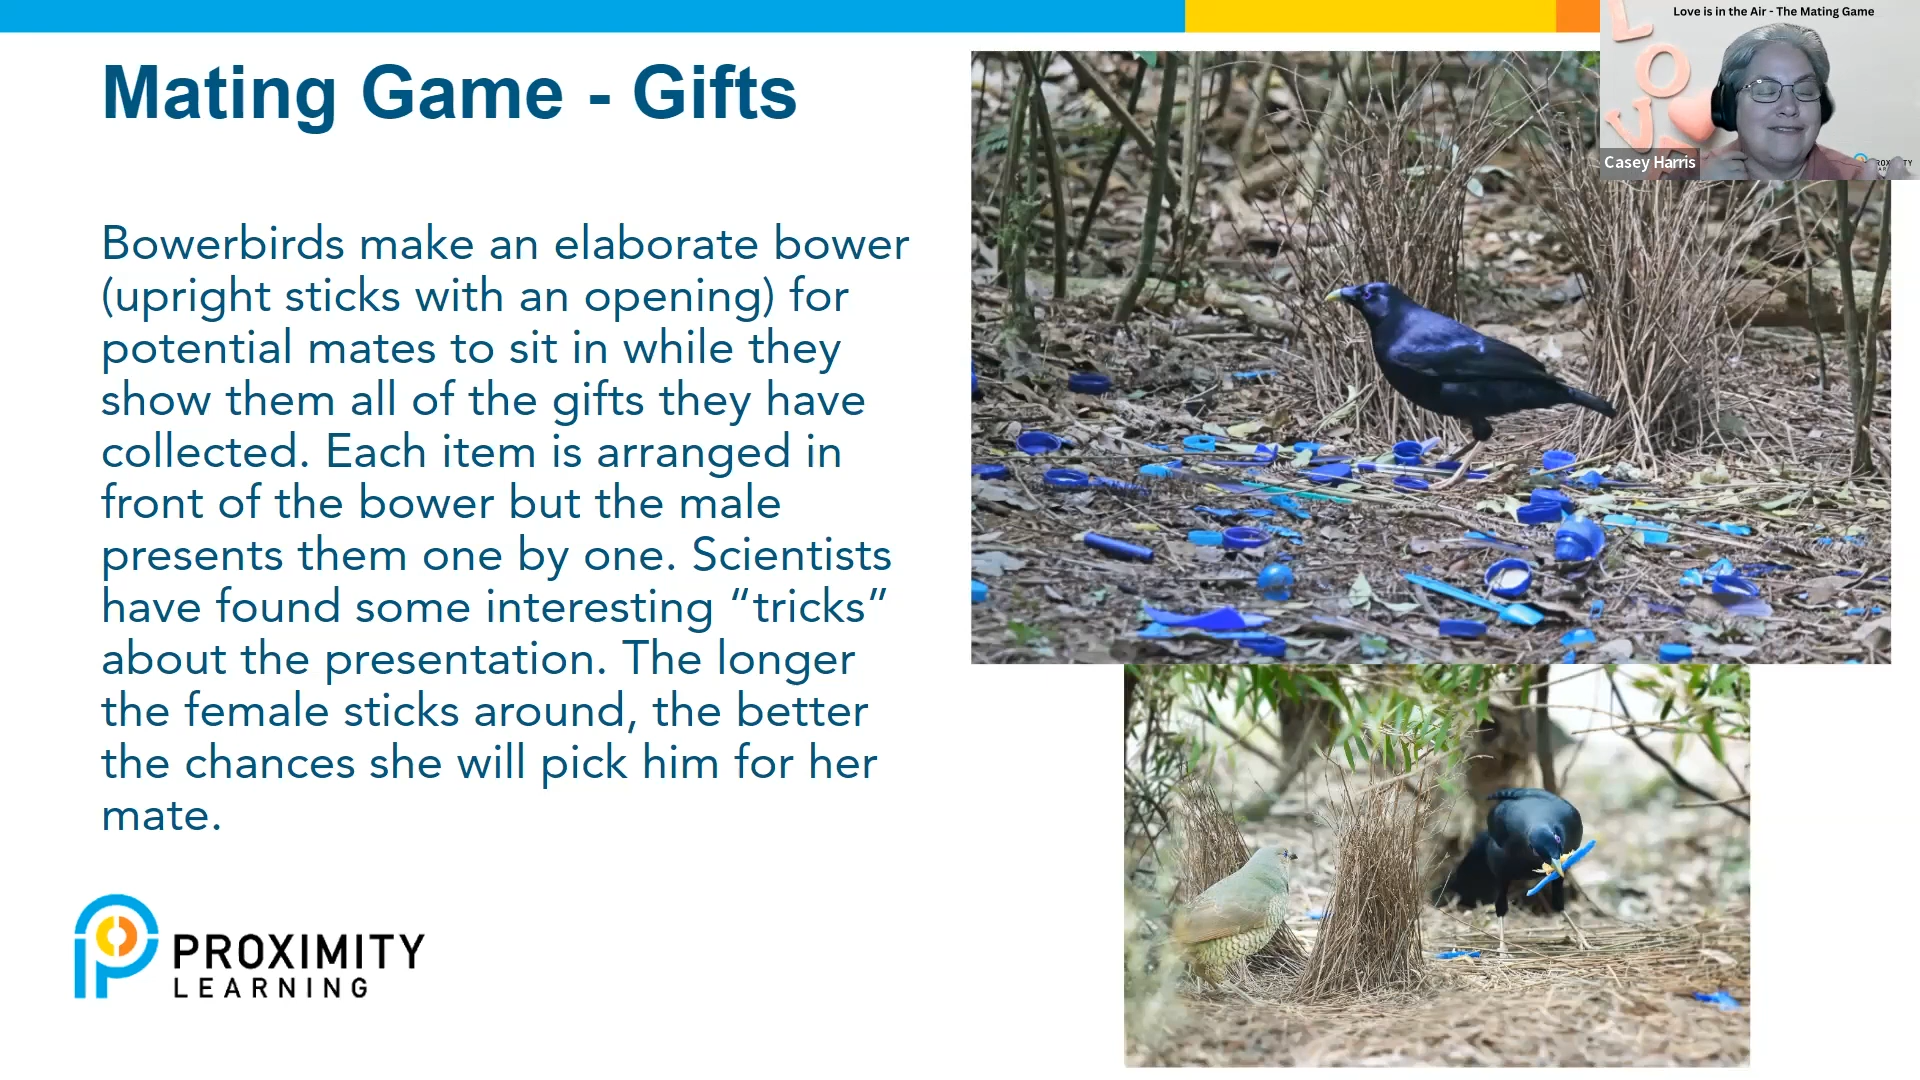 Love is in the Air - The Mating Game
Mating Game - Gifts
Casey Harris
Bowerbirds make an elaborate bower
(upright sticks with an opening) for
potential mates to sit in while they
show them all of the gifts they have
collected. Each item is arranged in
front of the bower but the male
presents them one by one. Scientists
have found some interesting “tricks”
about the presentation. The longer
the female sticks around, the better
the chances she will pick him for her
mate.
PROXIMITY
LEARNING